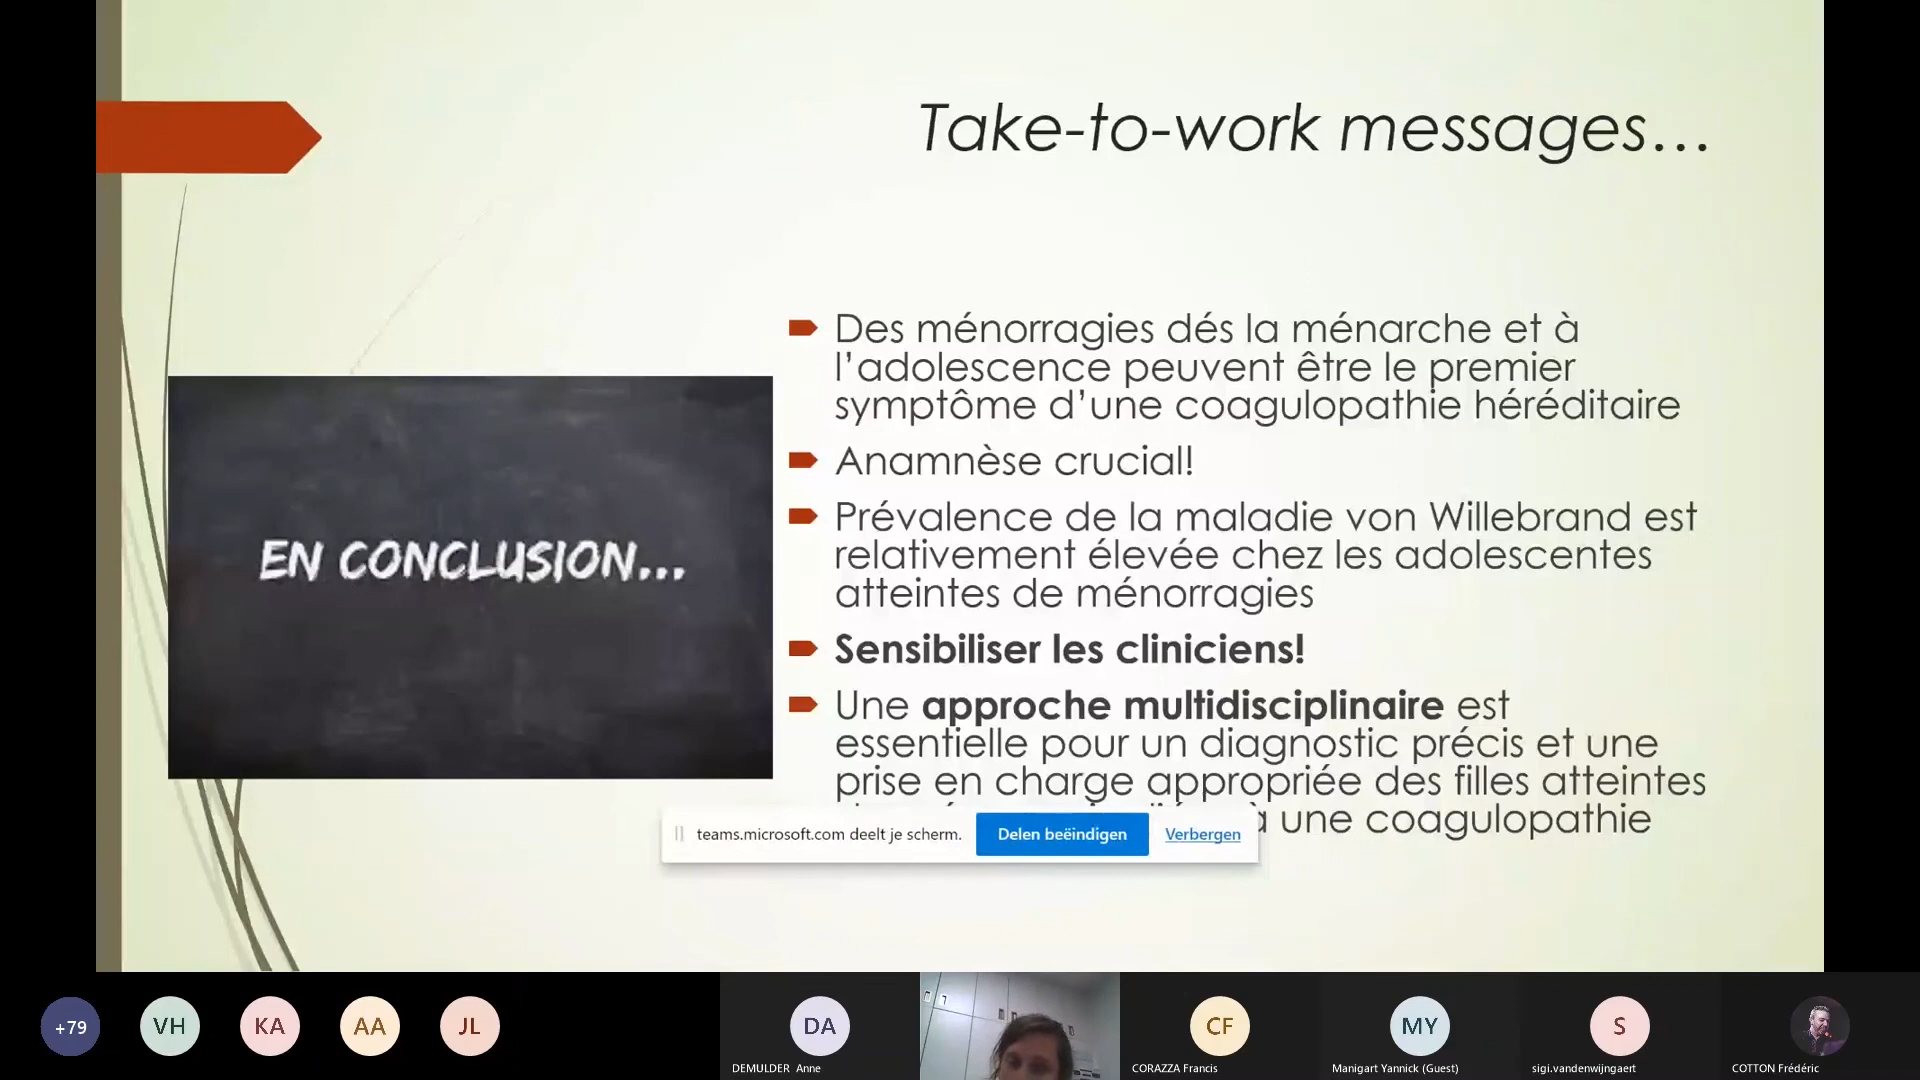 Take-to-work messages...
Des ménorragies dés la ménarche et à
l’adolescence peuvent être le premier
symptôme d’une coagulopathie héréditaire
Anamnèse crucial!
Prévalence de la maladie von Willebrand est
relativement élevée chez les adolescentes
atteintes de ménorragies
Sensibiliser les cliniciens!
Une approche multidisciplinaire est
essentielle pour un diagnostic précis et une
prise en charge appropriée des filles atteintes
à une coagulopathie
EN CONCLUSION...
teams.microsoft.com deelt je scherm.
Delen beëindigen
Verbergen
+79
VH
KA
AA
JL
DA
CF
MY
S
DEMULDER Anne
CORAZZA Francis
Manigart Yannick (Guest)
sigi.vandenwijngaert
COTTON Frédéric